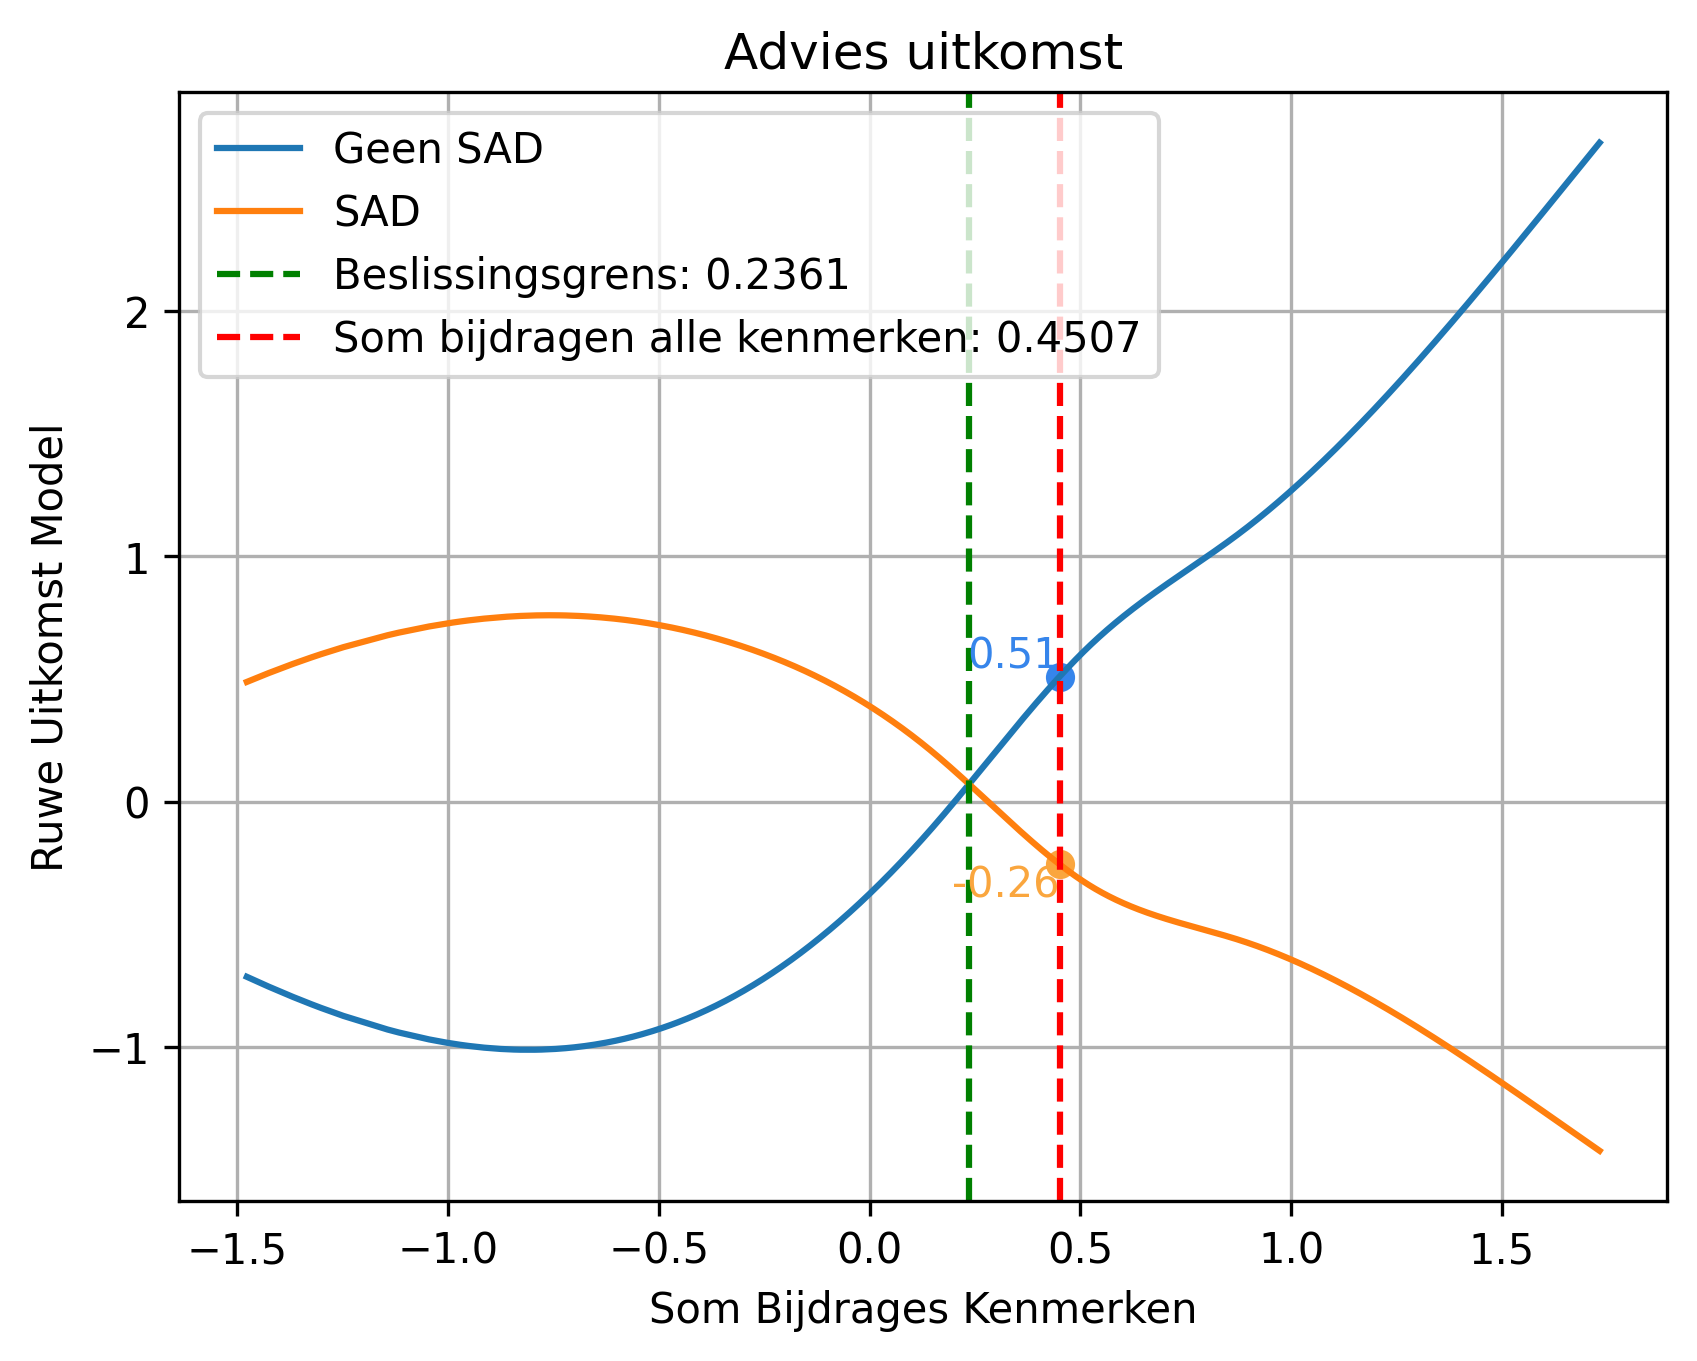 Advies uitkomst
Geen SAD
SAD
Beslissingsgrens: 0.2361
Som bijdragen alle kenmerken: 0.4507
Ruwe Uitkomst Model
2
1
0
−1
0.51
-0.26
−1.5 −1.0 −0.5 0.0 0.5 1.0 1.5
Som Bijdrages Kenmerken